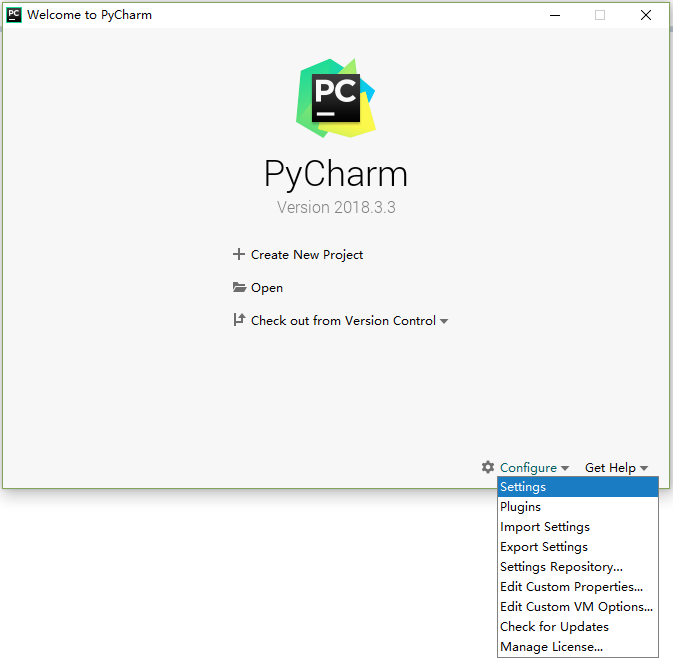 PC Welcome to PyCharm
PC
PyCharm
Version 2018.3.3
Create New Project
Open
Check out from Version Control
Configure Get Help
Settings
Plugins
Import Settings
Export Settings
Settings Repository...
Edit Custom Properties...
Edit Custom VM Options...
Check for Updates
Manage License...